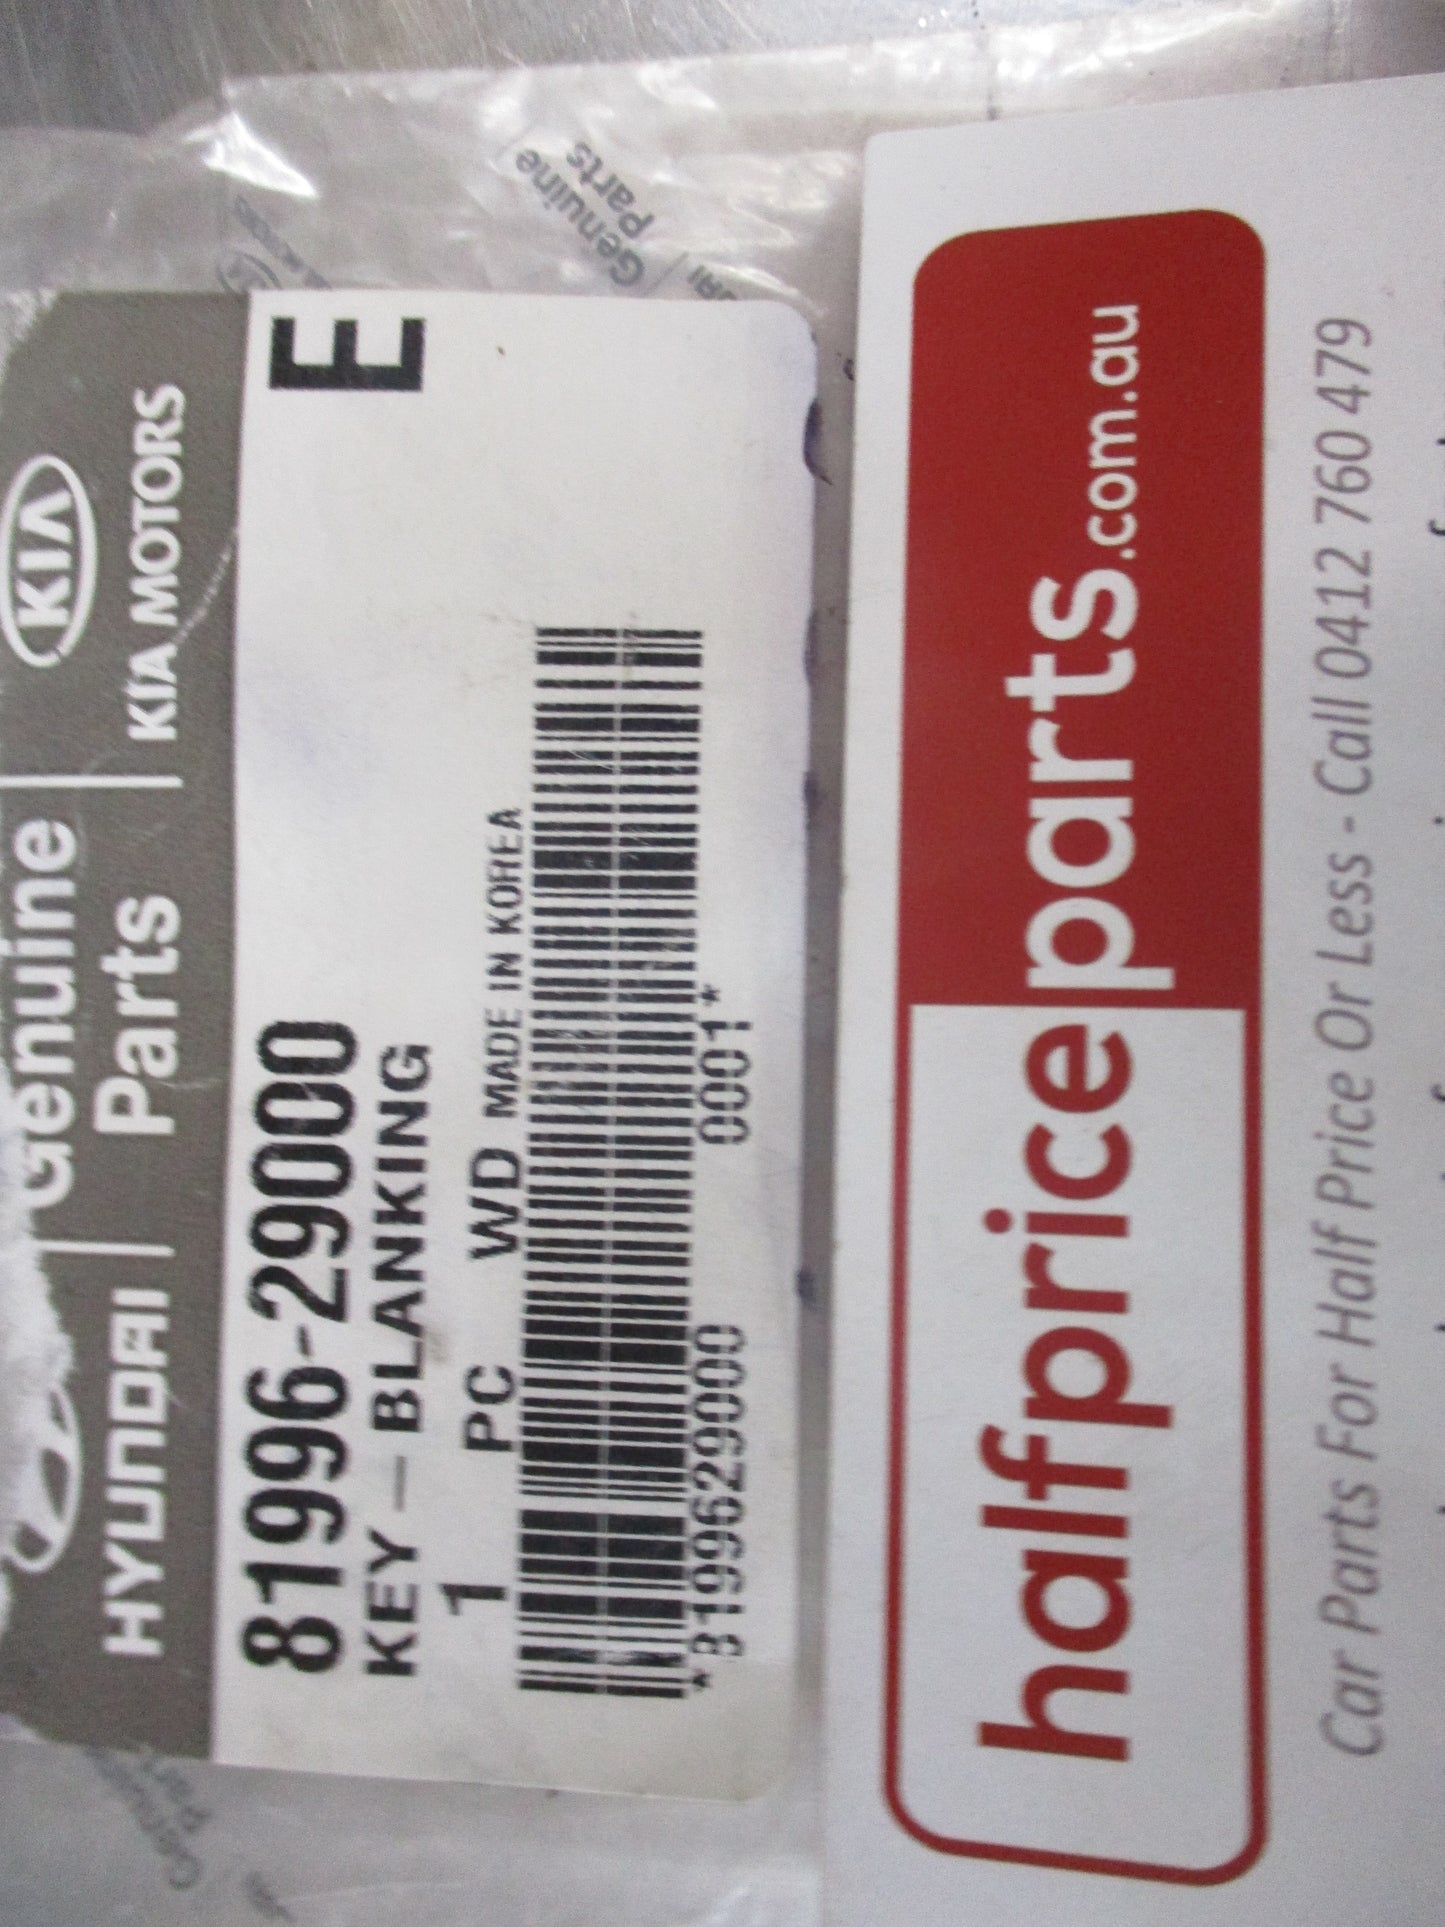 Genuine
Parts
HYUNDAI
Genuine
Parts
KIA
KIA MOTORS
E
81996-29000
KEY-BLANKING
1 PC WD MADE IN KOREA
*8199629000 0001*
halfpriceparts.com.au
Car Parts For Half Price Or Less - Call 0412 760 479